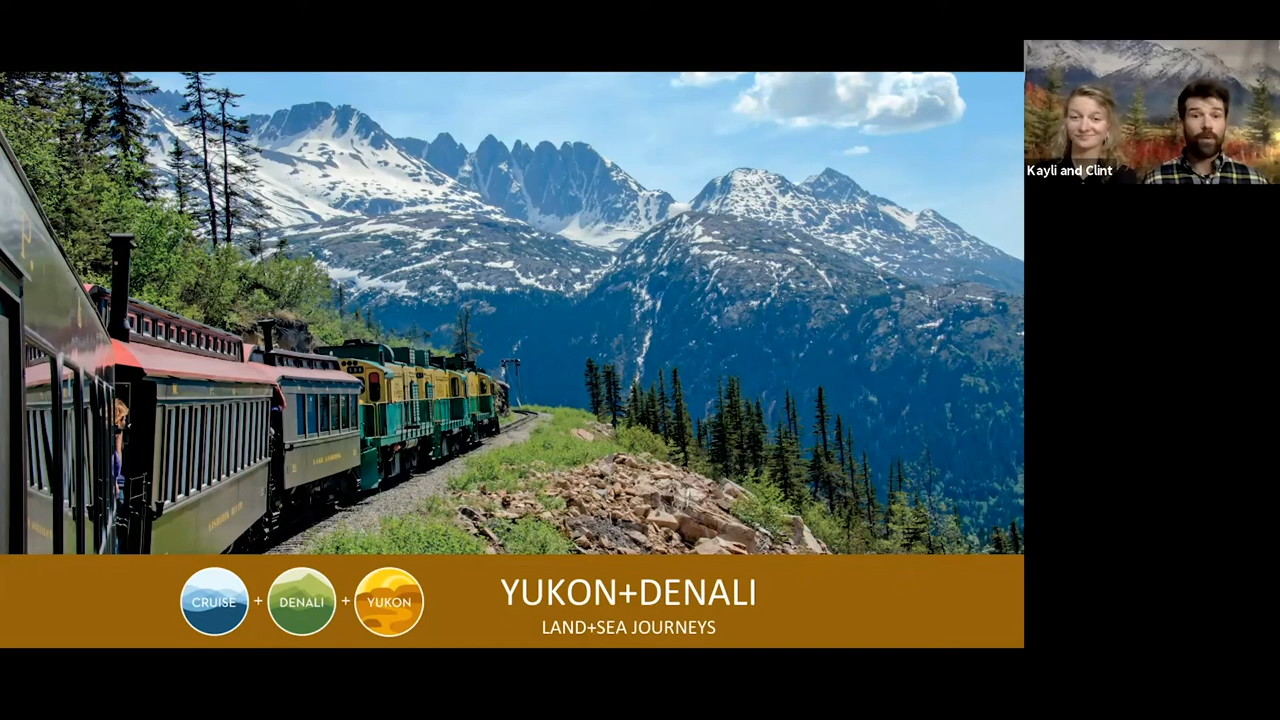 Kayli and Clint
CRUISE + DENALI + YUKON
YUKON+DENALI
LAND+SEA JOURNEYS